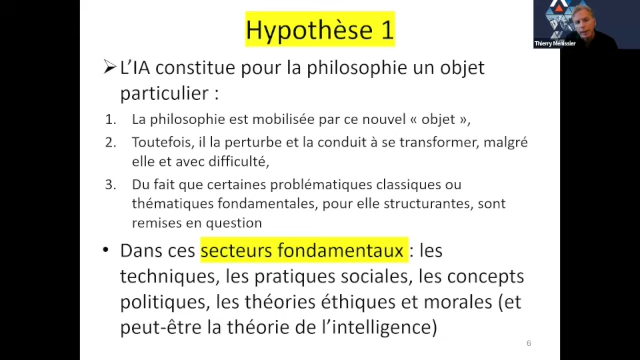 Hypothèse 1
Thierry Ménissier
➢L'IA constitue pour la philosophie un objet
particulier :
1. La philosophie est mobilisée par ce nouvel « objet »,
2. Toutefois, il la perturbe et la conduit à se transformer, malgré
elle et avec difficulté,
3. Du fait que certaines problématiques classiques ou
thématiques fondamentales, pour elle structurantes, sont
remises en question
• Dans ces secteurs fondamentaux : les
techniques, les pratiques sociales, les concepts
politiques, les théories éthiques et morales (et
peut-être la théorie de l'intelligence)
6